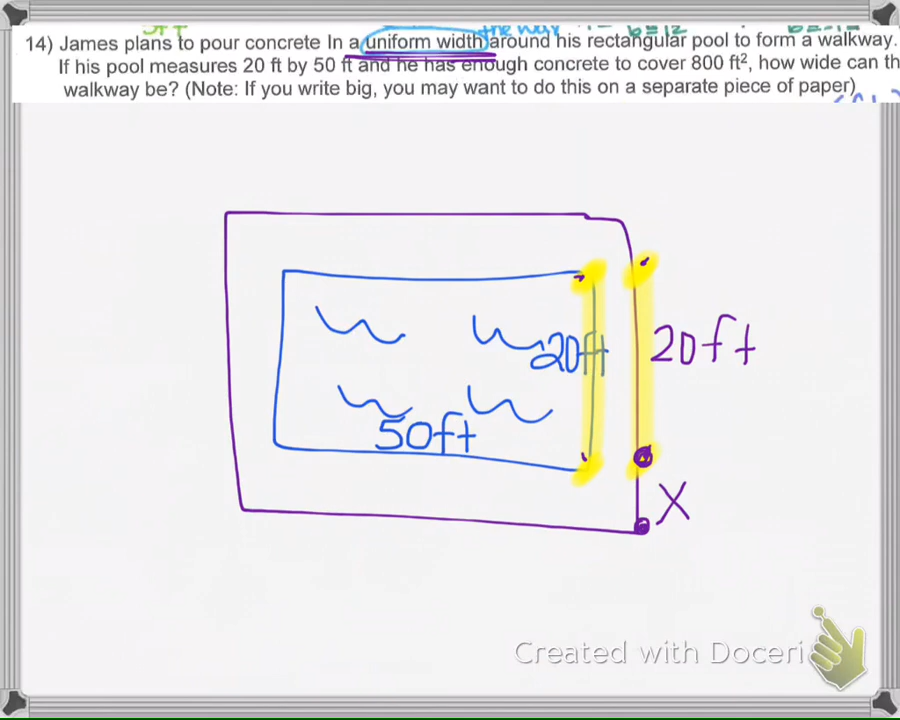 the way
14) James plans to pour concrete In a uniform width around his rectangular pool to form a walkway.
If his pool measures 20 ft by 50 ft and he has enough concrete to cover 800 ft², how wide can th
walkway be? (Note: If you write big, you may want to do this on a separate piece of paper)
20ft 20ft
50ft
X
Created with Doceri